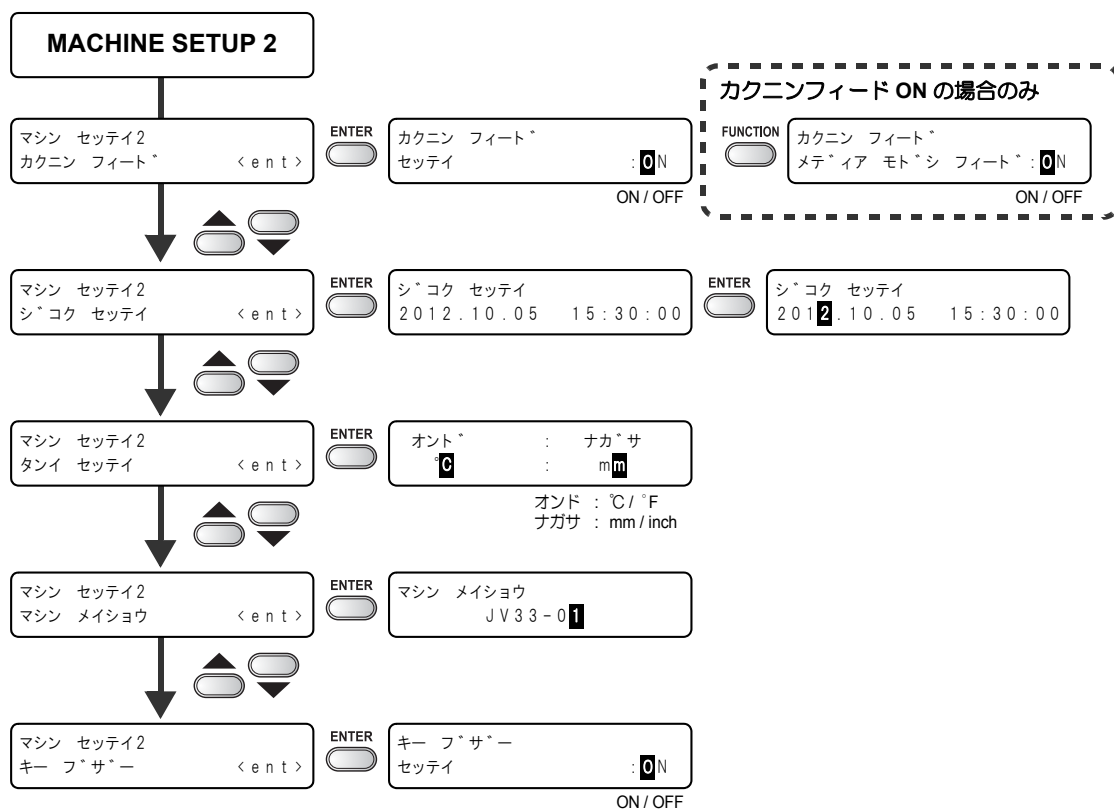 MACHINE SETUP 2
カクニンフィード ON の場合のみ
マシン セッテイ2
カクニン フィート゛ <ent>
ENTER
カクニン フィート゛
セッテイ :ON
ON / OFF
FUNCTION
カクニン フィート゛
メテ゛ィア モト゛シ フィート゛:ON
ON / OFF
マシン セッテイ2
シ゛コク セッテイ <ent>
ENTER
シ゛コク セッテイ
2012.10.05 15:30:00
ENTER
シ゛コク セッテイ
2012.10.05 15:30:00
マシン セッテイ2
タンイ セッテイ <ent>
ENTER
オント゛ : ナカ゛サ
°C : mm
オンド : ℃ / ゜F
ナガサ : mm / inch
マシン セッテイ2
マシン メイショウ <ent>
ENTER
マシン メイショウ
JV33-01
マシン セッテイ2
キー フ゛サ゛ー <ent>
ENTER
キー フ゛サ゛ー
セッテイ :ON
ON / OFF